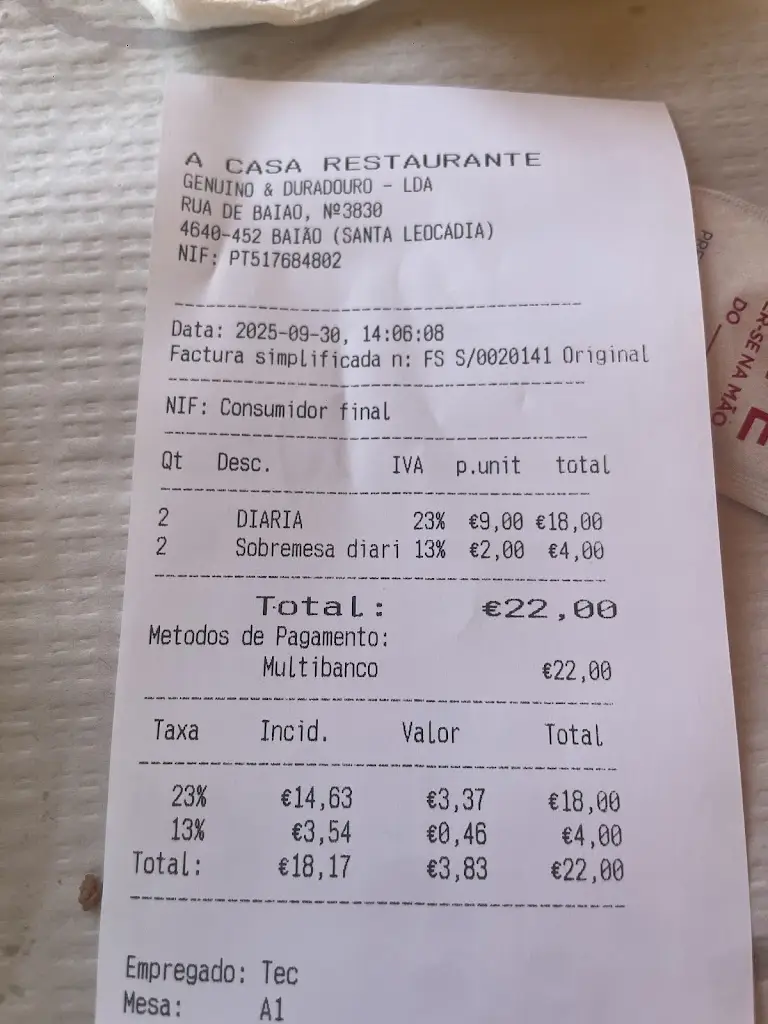 A CASA RESTAURANTE
GENUINO & DURADOURO - LDA
RUA DE BAIAO, Nº3830
4640-452 BAIÃO (SANTA LEOCADIA)
NIF: PT517684802
Data: 2025-09-30, 14:06:08
Factura simplificada n: FS S/0020141 Original
NIF: Consumidor final
Qt Desc. IVA p.unit total
2 DIARIA 23% €9,00 €18,00
2 Sobremesa diari 13% €2,00 €4,00
Total: €22,00
Metodos de Pagamento:
Multibanco €22,00
Taxa Incid. Valor Total
23% €14,63 €3,37 €18,00
13% €3,54 €0,46 €4,00
Total: €18,17 €3,83 €22,00
Empregado: Tec
Mesa: A1
NA MÃO
DO